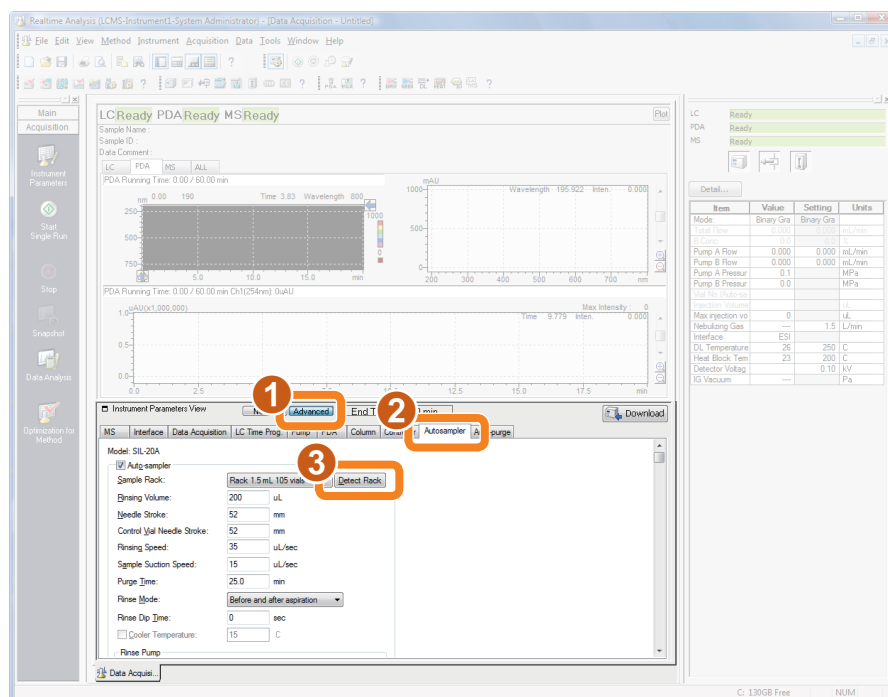 Realtime Analysis (LCMS-Instrument1-System Administrator) - [Data Acquisition - Untitled]
File Edit View Method Instrument Acquisition Data Tools Window Help
Main
Acquisition
Instrument
Parameters
Start
Single Run
Stop
Snapshot
Data Analysis
Optimization for
Method
LC Ready PDA Ready MS Ready
Plot
Sample Name :
Sample ID :
Data Comment :
LC PDA MS ALL
PDA Running Time: 0.00 / 60.00 min
nm 0.00 190 Time 3.83 Wavelength 800
250
500
750
1000
0
5.0 10.0 15.0 min
mAU
Wavelength 195.922 Inten. 0.000
1000
500
0
200 300 400 500 600 700 nm
PDA Running Time: 0.00 / 60.00 min Ch1(254nm): 0uAU
uAU(x1,000,000)
Max Intensity : 0
Time 9.779 Inten. 0.000
1.0
0.5
0.0
0.0 2.5 5.0 7.5 10.0 12.5 15.0 17.5 min
LC Ready
PDA Ready
MS Ready
Detail...
Item Value Setting Units
Mode: Binary Gra Binary Gra
Total Flow 0.000 0.000 mL/min
B.Conc 0.0 0.0 %
Pump A Flow 0.000 0.000 mL/min
Pump B Flow 0.000 0.000 mL/min
Pump A Pressur 0.1 MPa
Pump B Pressur 0.0 MPa
Vial No.(Auto-sa
Injection Volume uL
Max injection vo 0 uL
Nebulizing Gas --- 1.5 L/min
Interface ESI
DL Temperature 26 250 C
Heat Block Tem 23 200 C
Detector Voltag 0.10 kV
IG Vacuum --- Pa
1
2
3
Instrument Parameters View
Advanced
End
min
Download
MS Interface Data Acquisition LC Time Prog. Pump PDA Column Autosampler
Model: SIL-20A
Auto-sampler
Sample Rack: Rack 1.5 mL 105 vials Detect Rack
Rinsing Volume: 200 uL
Needle Stroke: 52 mm
Control Vial Needle Stroke: 52 mm
Rinsing Speed: 35 uL/sec
Sample Suction Speed: 15 uL/sec
Purge Time: 25.0 min
Rinse Mode: Before and after aspiration
Rinse Dip Time: 0 sec
Cooler Temperature: 15 C
Rinse Pump
Data Acquisi...
C: 130GB Free NUM